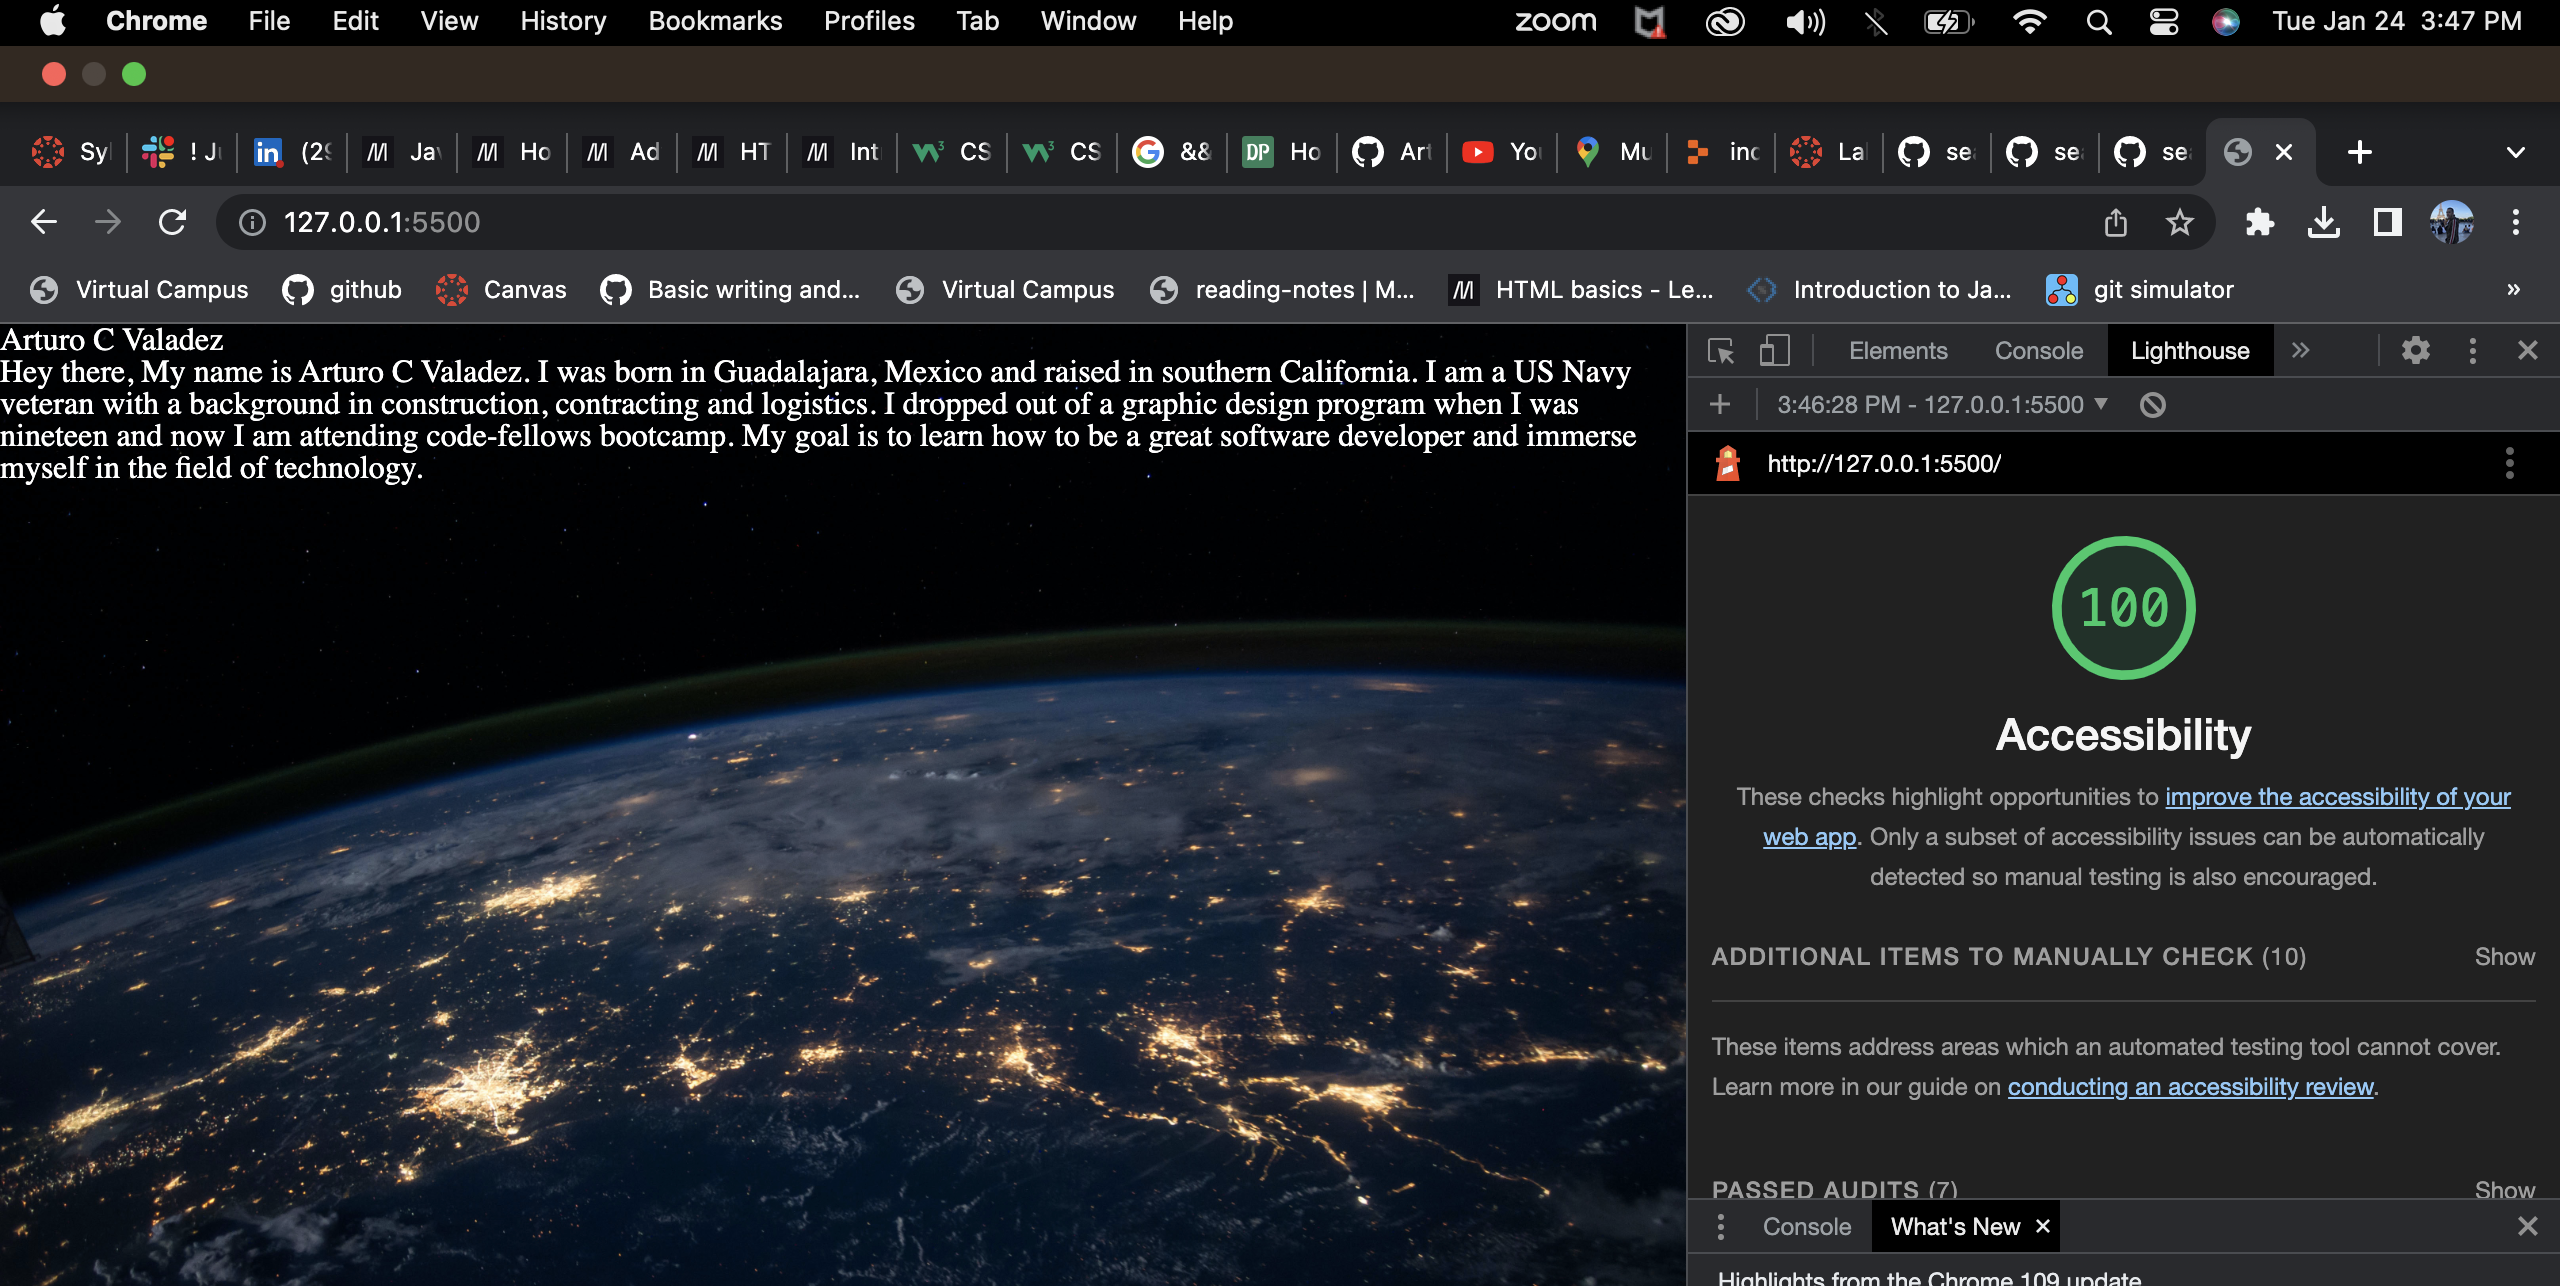 Chrome File Edit View History Bookmarks Profiles Tab Window Help zoom Tue Jan 24 3:47 PM
Syl ! Ju in (29 Jav Ho Ad HT Int CS CS && DP Ho Art You Mu inc La se se se
127.0.0.1:5500
Virtual Campus github Canvas Basic writing and... Virtual Campus reading-notes | M... HTML basics - Le... Introduction to Ja... git simulator »
Arturo C Valadez
Hey there, My name is Arturo C Valadez. I was born in Guadalajara, Mexico and raised in southern California. I am a US Navy
veteran with a background in construction, contracting and logistics. I dropped out of a graphic design program when I was
nineteen and now I am attending code-fellows bootcamp. My goal is to learn how to be a great software developer and immerse
myself in the field of technology.
Elements Console Lighthouse »
3:46:28 PM - 127.0.0.1:5500
http://127.0.0.1:5500/
100
Accessibility
These checks highlight opportunities to improve the accessibility of your
web app. Only a subset of accessibility issues can be automatically
detected so manual testing is also encouraged.
ADDITIONAL ITEMS TO MANUALLY CHECK (10) Show
These items address areas which an automated testing tool cannot cover.
Learn more in our guide on conducting an accessibility review.
PASSED AUDITS (7) Show
Console What's New
Highlights from the Chrome 109 update